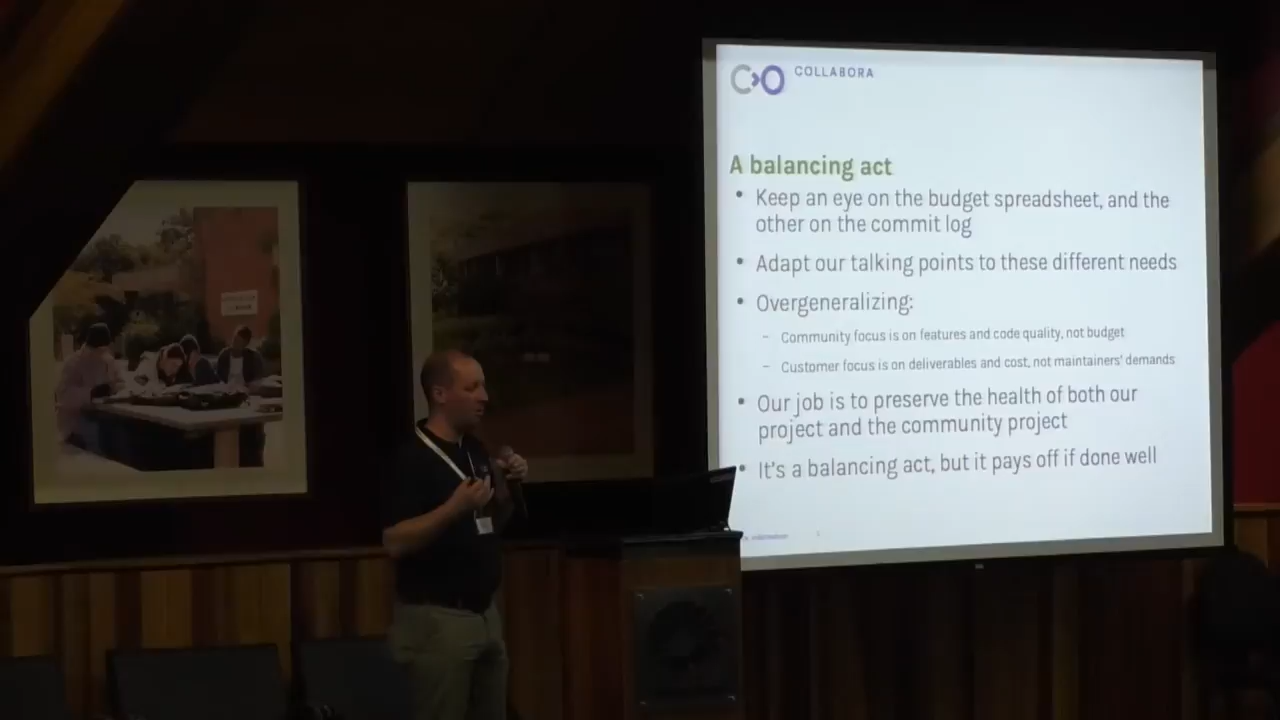 COLLABORA
A balancing act
• Keep an eye on the budget spreadsheet, and the
other on the commit log
• Adapt our talking points to these different needs
• Overgeneralizing:
– Community focus is on features and code quality, not budget
– Customer focus is on deliverables and cost, not maintainers' demands
• Our job is to preserve the health of both our
project and the community project
• It's a balancing act, but it pays off if done well